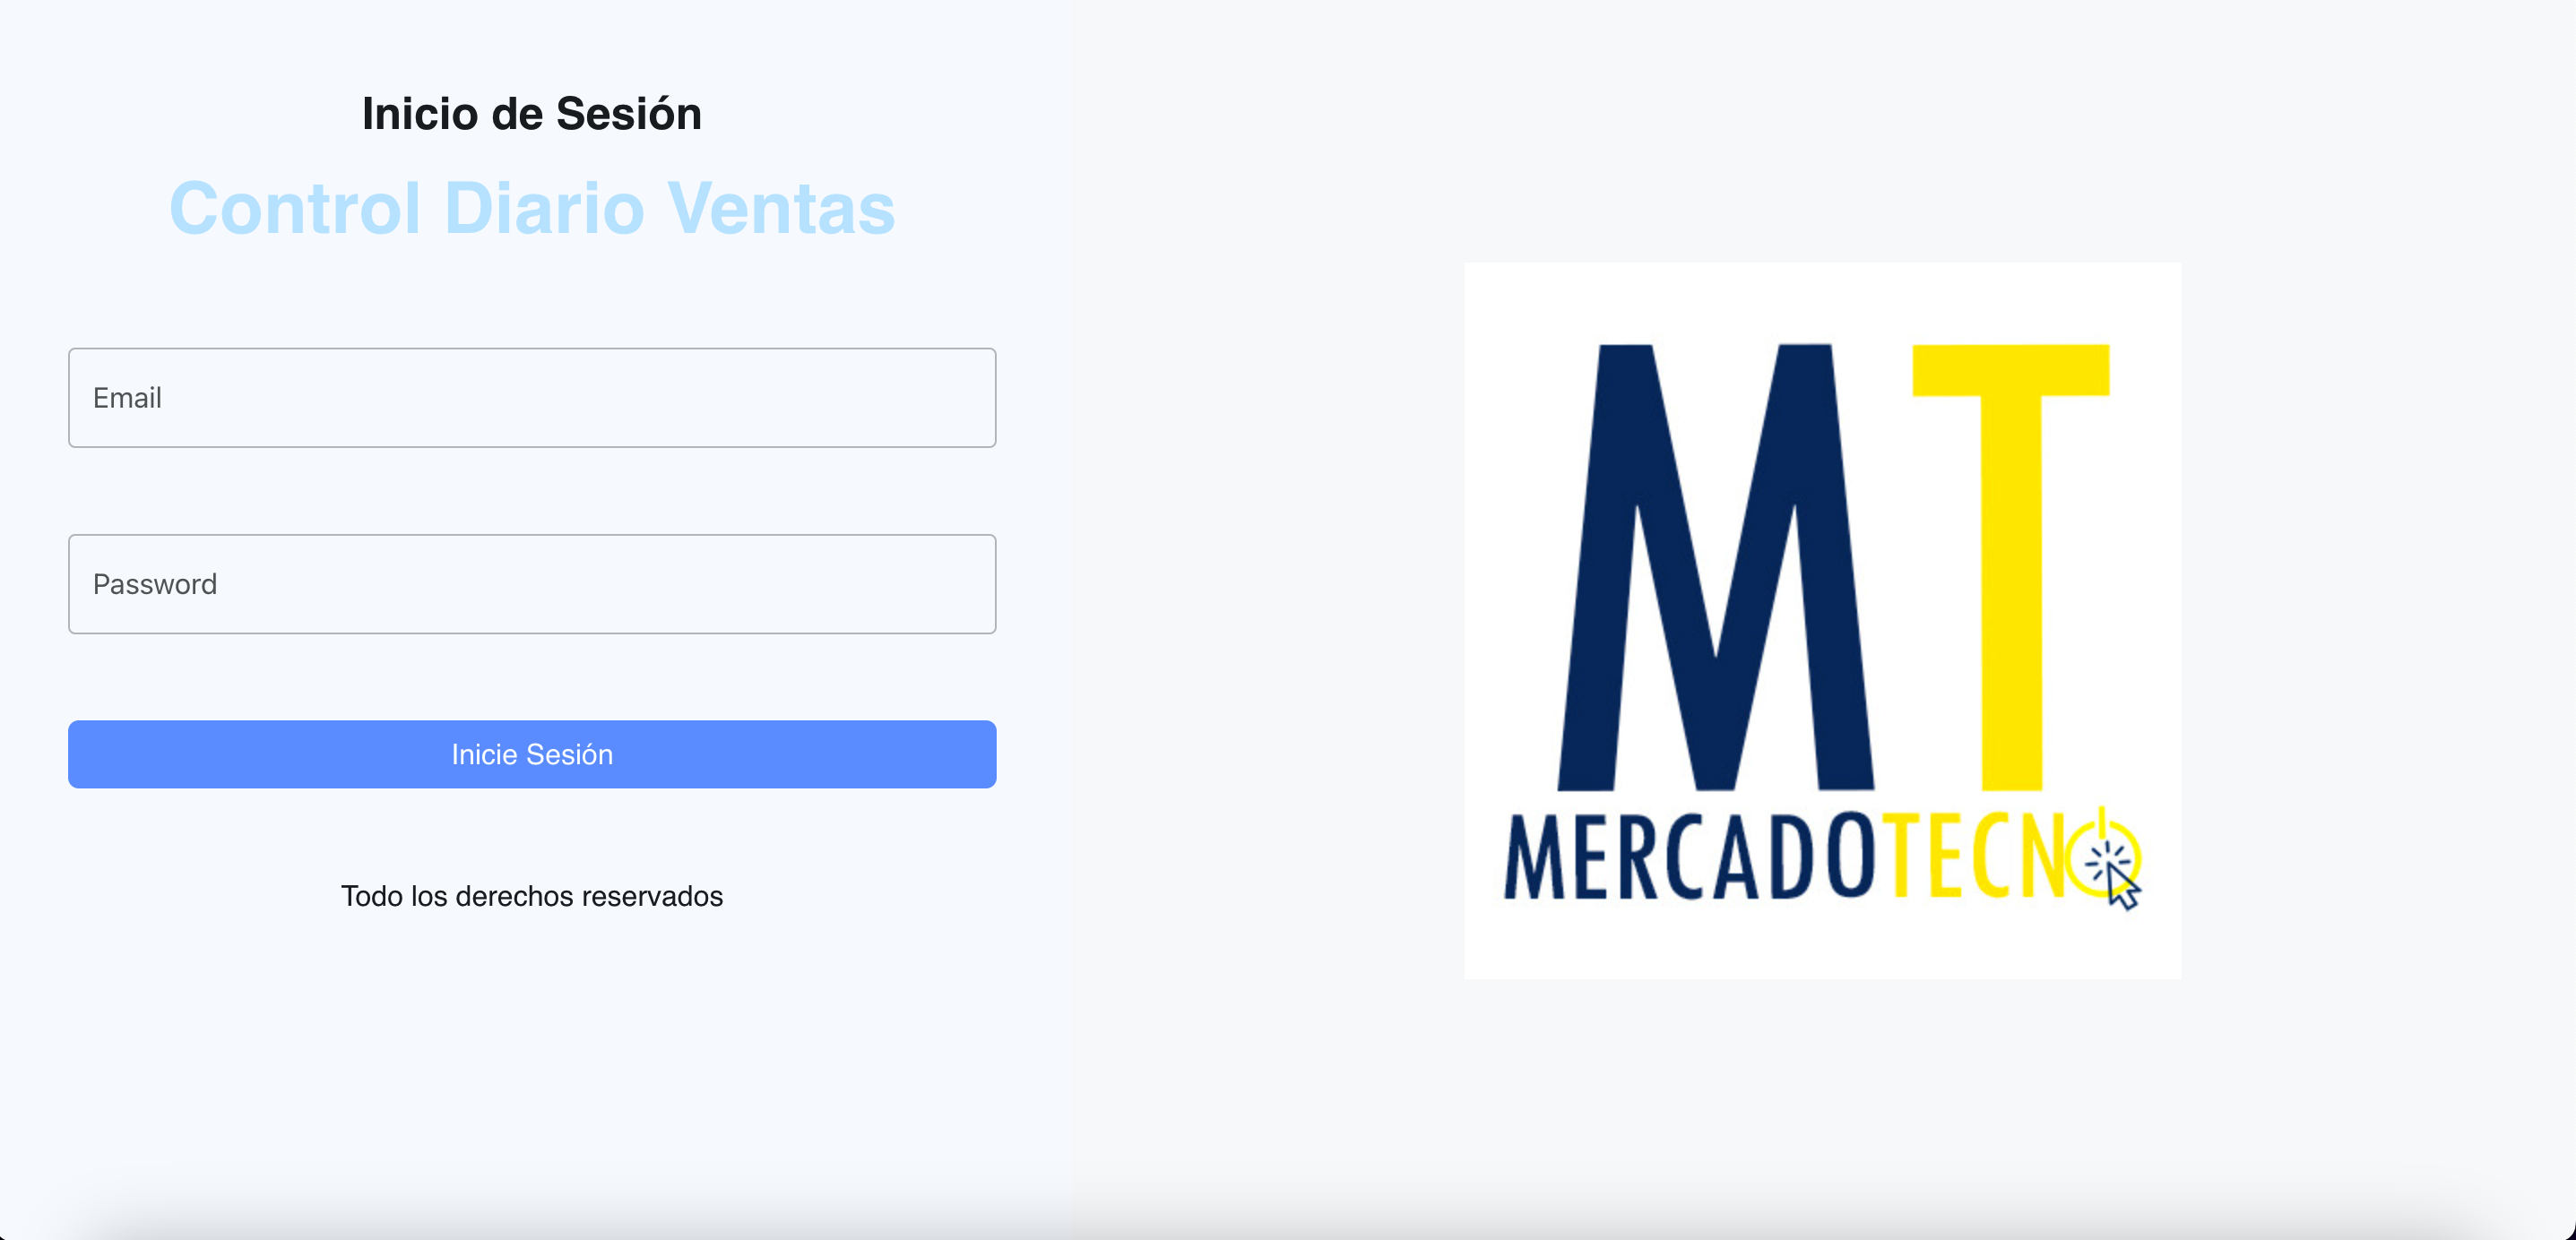 Inicio de Sesión
Control Diario Ventas
Email
Password
Inicie Sesión
Todo los derechos reservados
MT
MERCADOTECNO